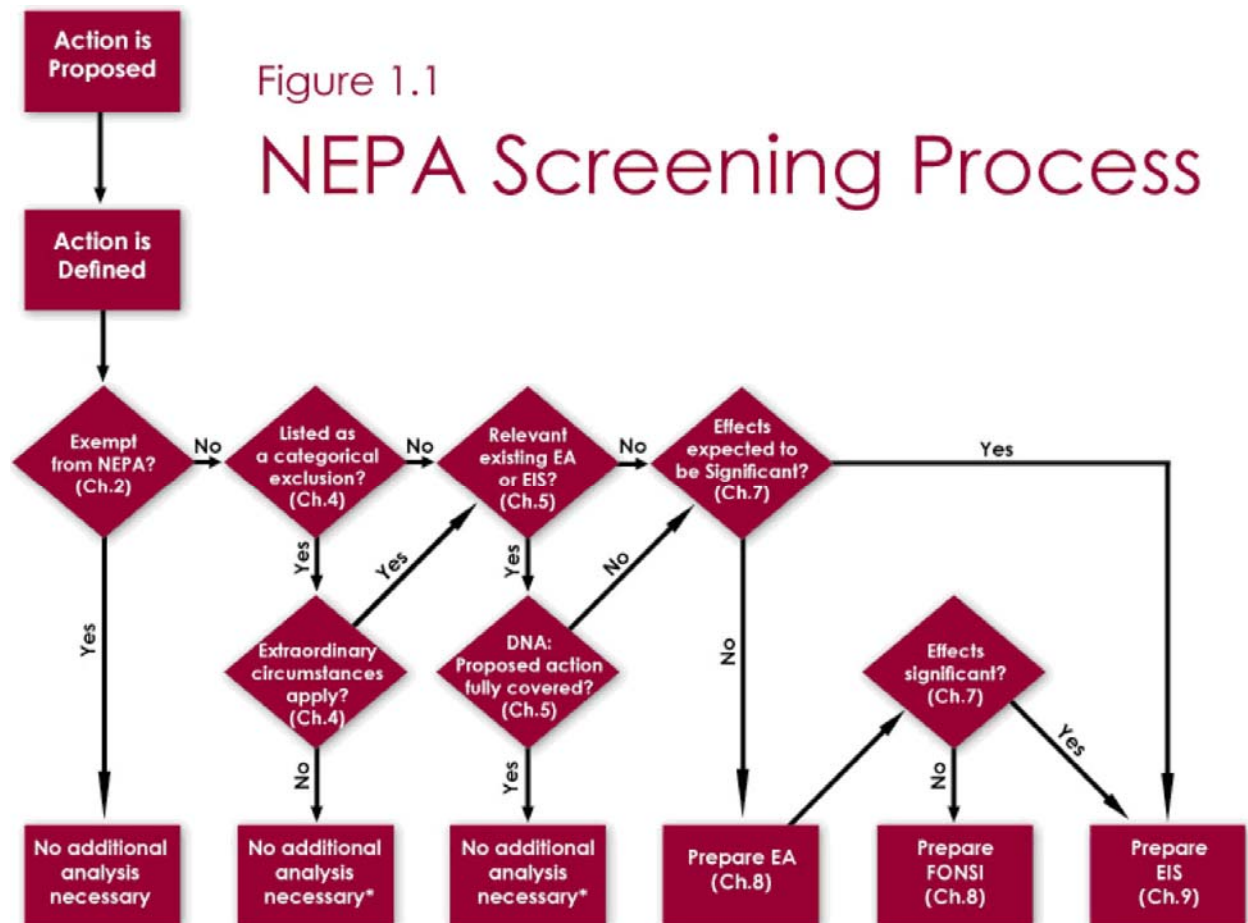 Action is
Proposed
Figure 1.1
NEPA Screening Process
Action is
Defined
Exempt
from NEPA?
(Ch.2)
No
Listed as
a categorical
exclusion?
(Ch.4)
No
Relevant
existing EA
or EIS?
(Ch.5)
No
Effects
expected to
be Significant?
(Ch.7)
Yes
Yes
Yes
Yes
No
Yes
No
Extraordinary
circumstances
apply?
(Ch.4)
DNA:
Proposed action
fully covered?
(Ch.5)
Effects
significant?
(Ch.7)
No
Yes
No
Yes
No additional
analysis
necessary
No additional
analysis
necessary*
No additional
analysis
necessary*
Prepare EA
(Ch.8)
Prepare
FONSI
(Ch.8)
Prepare
EIS
(Ch.9)